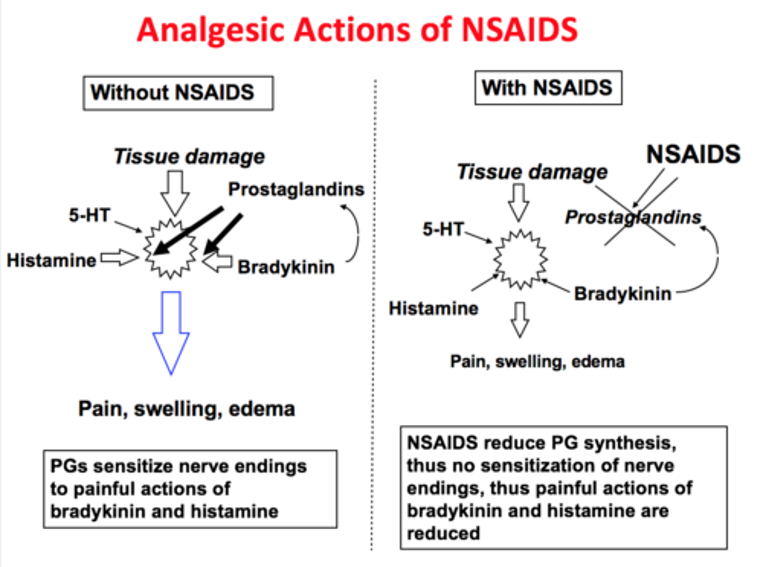 Analgesic Actions of NSAIDS
Without NSAIDS
Tissue damage
Prostaglandins
5-HT
Histamine
Bradykinin
Pain, swelling, edema
PGs sensitize nerve endings
to painful actions of
bradykinin and histamine
With NSAIDS
NSAIDS
Tissue damage
Prostaglandins
5-HT
Bradykinin
Histamine
Pain, swelling, edema
NSAIDS reduce PG synthesis,
thus no sensitization of nerve
endings, thus painful actions of
bradykinin and histamine are
reduced